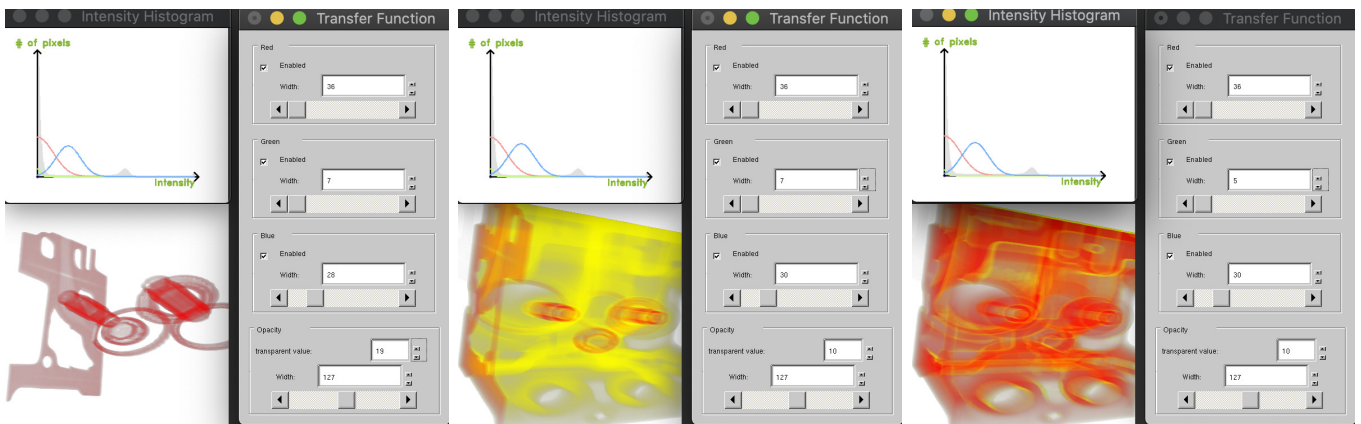 Intensity Histogram
# of pixels
Intensity
Transfer Function
Red
Enabled
Width:
36
Green
Enabled
Width:
7
Blue
Enabled
Width:
28
Opacity
transparent value:
19
Width:
127
Intensity Histogram
# of pixels
Intensity
Transfer Function
Red
Enabled
Width:
36
Green
Enabled
Width:
7
Blue
Enabled
Width:
30
Opacity
transparent value:
10
Width:
127
Intensity Histogram
# of pixels
Intensity
Transfer Function
Red
Enabled
Width:
36
Green
Enabled
Width:
5
Blue
Enabled
Width:
30
Opacity
transparent value:
10
Width:
127